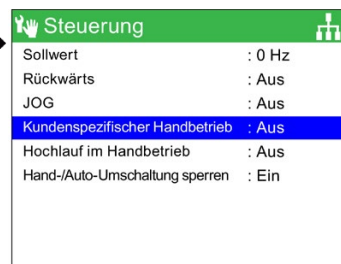 Steuerung
Sollwert : 0 Hz
Rückwärts : Aus
JOG : Aus
Kundenspezifischer Handbetrieb : Aus
Hochlauf im Handbetrieb : Aus
Hand-/Auto-Umschaltung sperren : Ein